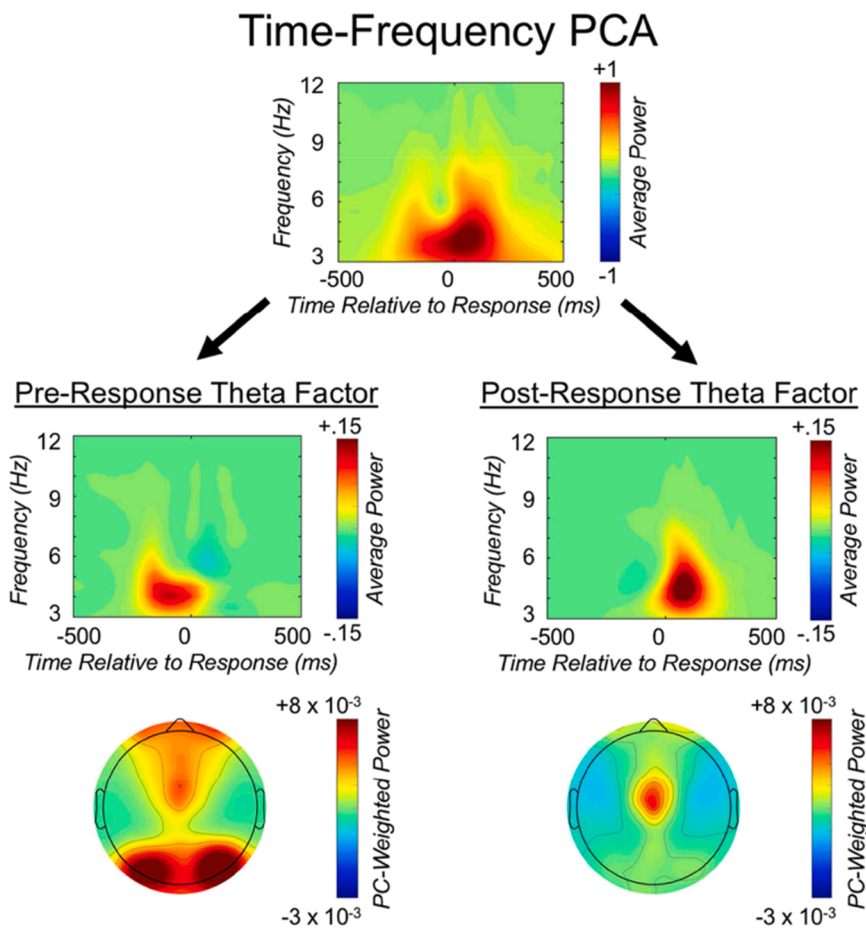 Time-Frequency PCA
12
9
6
3
Frequency (Hz)
-500
0
500
Time Relative to Response (ms)
+1
-1
Average Power
Pre-Response Theta Factor
12
9
6
3
Frequency (Hz)
-500
0
500
Time Relative to Response (ms)
+.15
-.15
Average Power
+8 x 10-3
-3 x 10-3
PC-Weighted Power
Post-Response Theta Factor
12
9
6
3
Frequency (Hz)
-500
0
500
Time Relative to Response (ms)
+.15
-.15
Average Power
+8 x 10-3
-3 x 10-3
PC-Weighted Power